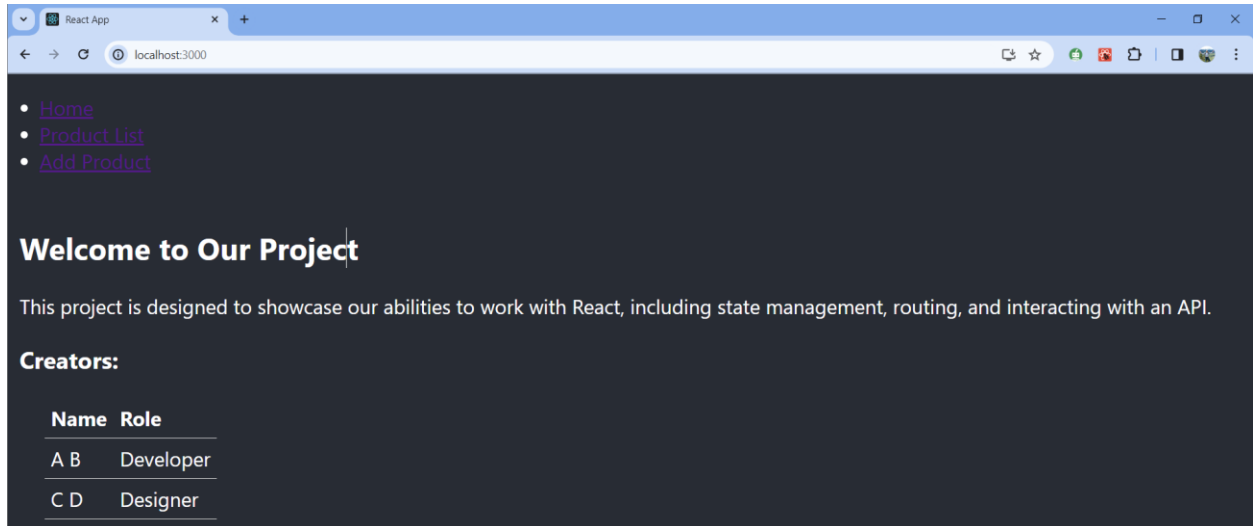 React App
localhost:3000
Home
Product List
Add Product
Welcome to Our Project
This project is designed to showcase our abilities to work with React, including state management, routing, and interacting with an API.
Creators:
Name Role
A B Developer
C D Designer